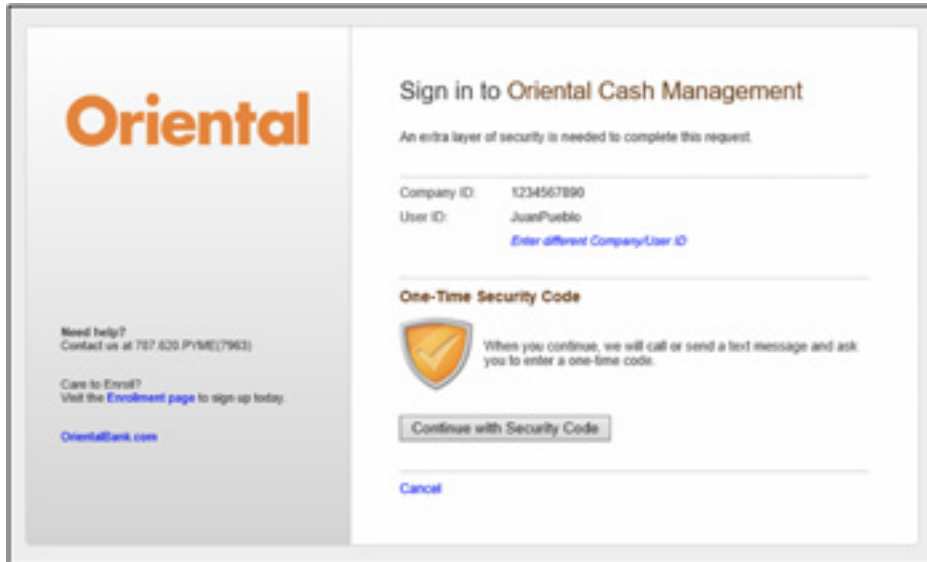 Oriental
Need help?
Contact us at 787.620.PYME(7963)
Care to Enroll?
Visit the Enrollment page to sign up today.
OrientalBank.com
Sign in to Oriental Cash Management
An extra layer of security is needed to complete this request.
Company ID: 1234567890
User ID: JuanPueblo
Enter different Company/User ID
One-Time Security Code
When you continue, we will call or send a text message and ask
you to enter a one-time code.
Continue with Security Code
Cancel